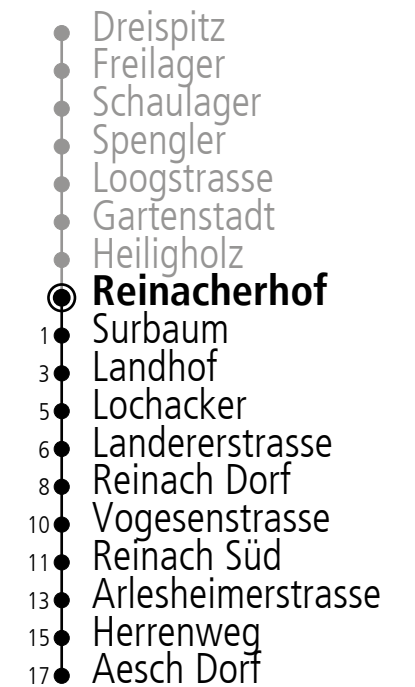 Dreispitz
Freilager
Schaulager
Spengler
Loogstrasse
Gartenstadt
Heiligholz
Reinacherhof
1 Surbaum
3 Landhof
5 Lochacker
6 Landererstrasse
8 Reinach Dorf
10 Vogesenstrasse
11 Reinach Süd
13 Arlesheimerstrasse
15 Herrenweg
17 Aesch Dorf